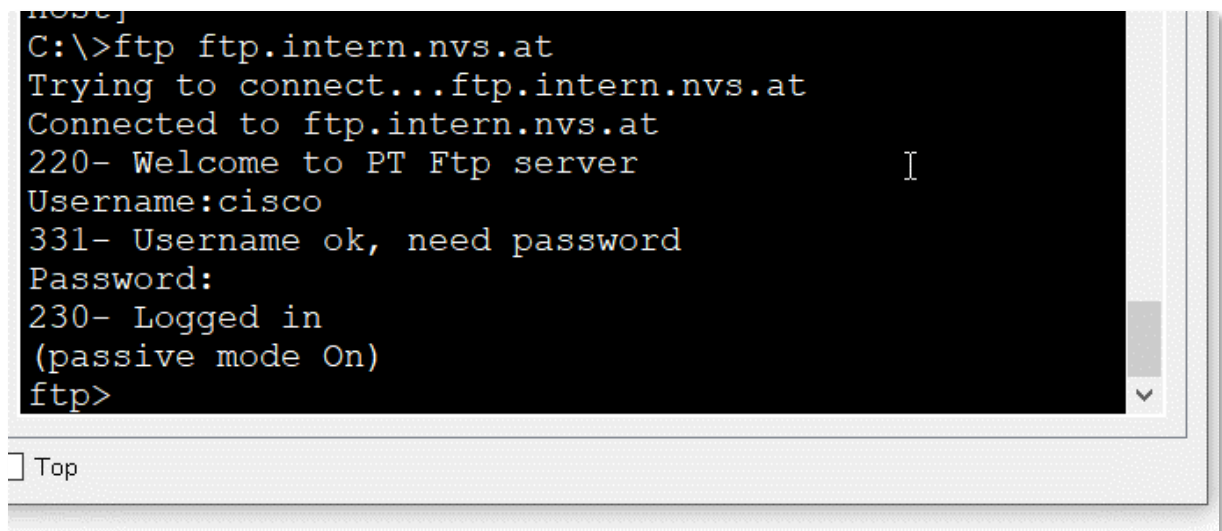 host]
C:\>ftp ftp.intern.nvs.at
Trying to connect...ftp.intern.nvs.at
Connected to ftp.intern.nvs.at
220- Welcome to PT Ftp server
Username:cisco
331- Username ok, need password
Password:
230- Logged in
(passive mode On)
ftp>
Top